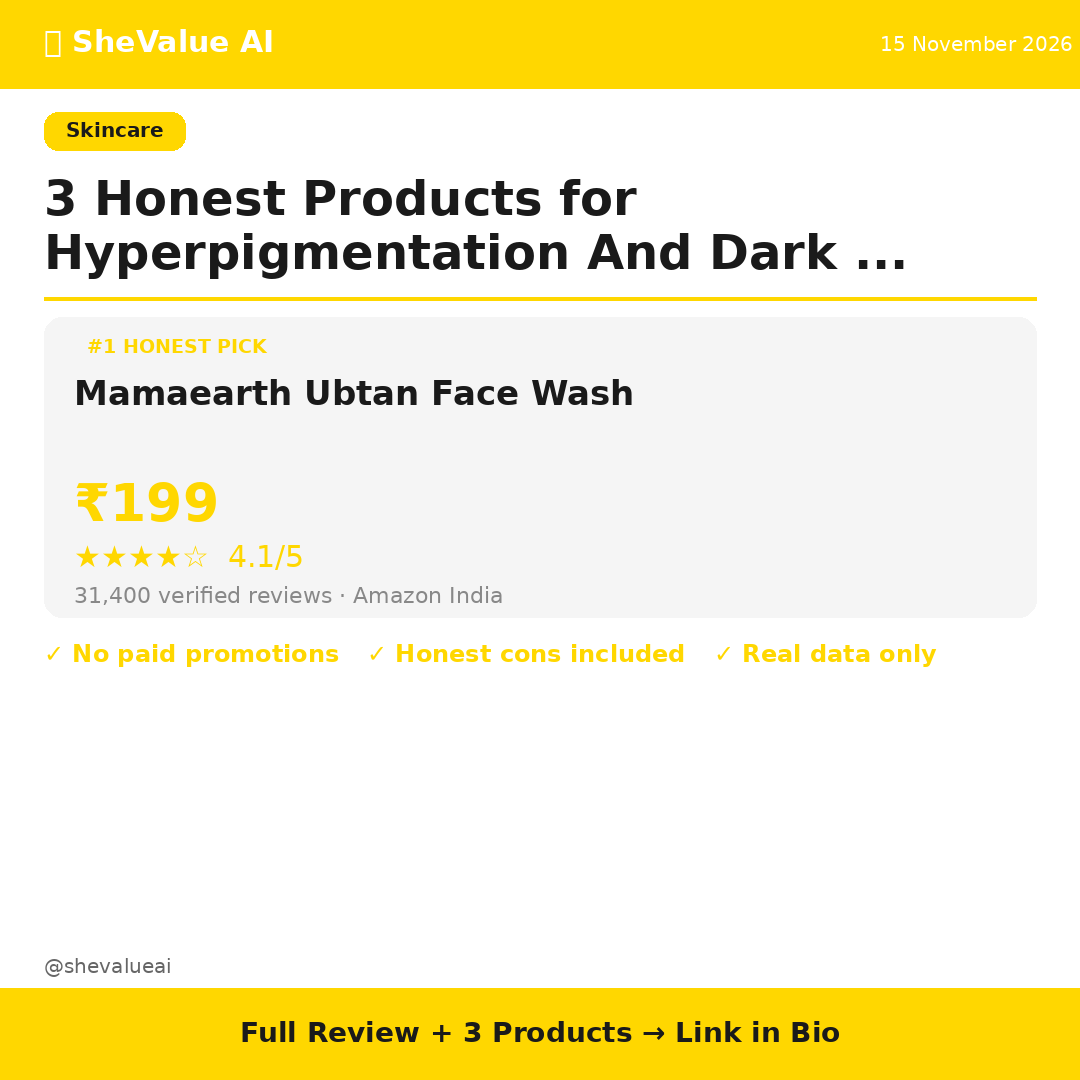 SheValue AI
15 November 2026
Skincare
3 Honest Products for
Hyperpigmentation And Dark ...
#1 HONEST PICK
Mamaearth Ubtan Face Wash
₹199
★★★★☆ 4.1/5
31,400 verified reviews · Amazon India
✓ No paid promotions ✓ Honest cons included ✓ Real data only
@shevalueai
Full Review + 3 Products → Link in Bio